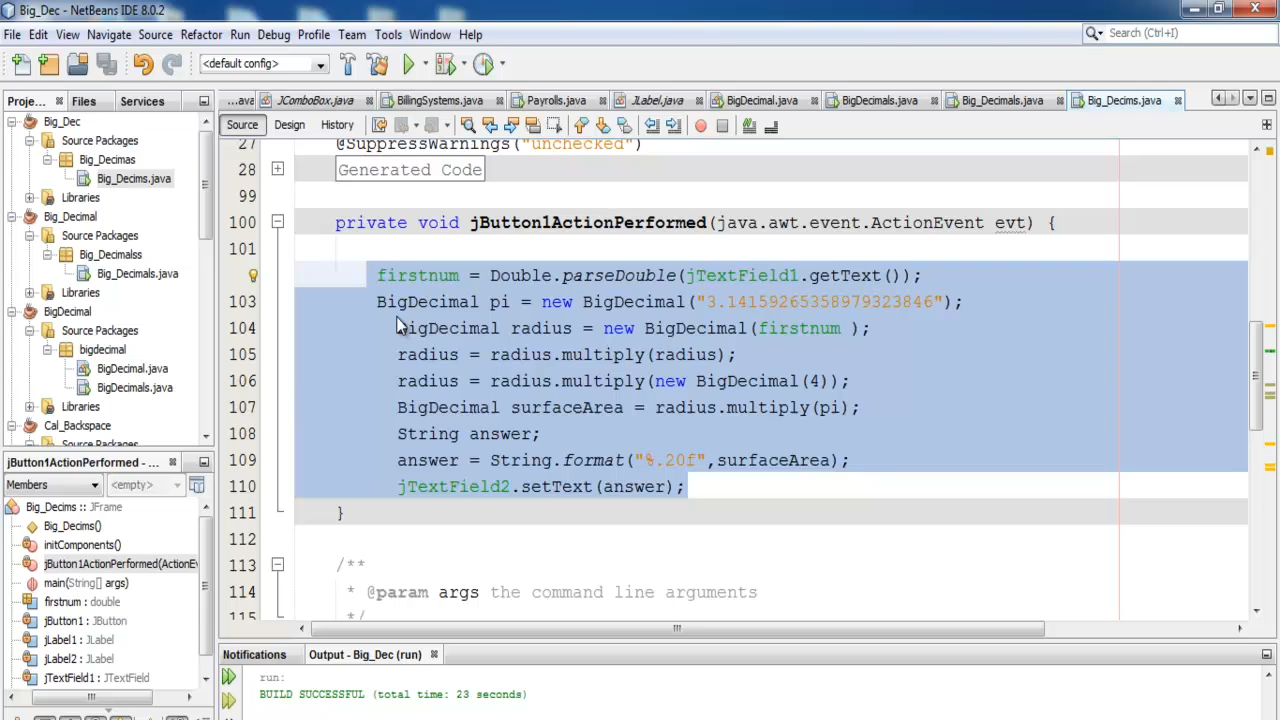 Big_Dec - NetBeans IDE 8.0.2
File Edit View Navigate Source Refactor Run Debug Profile Team Tools Window Help
Search (Ctrl+I)
<default config>
Proje... Files Services
...ava JComboBox.java BillingSystems.java Payrolls.java JLabel.java BigDecimal.java BigDecimals.java Big_Decimals.java Big_Decims.java
Source Design History
Big_Dec
Source Packages
Big_Decimas
Big_Decims.java
Libraries
Big_Decimal
Source Packages
Big_Decimalss
Big_Decimals.java
Libraries
BigDecimal
Source Packages
bigdecimal
BigDecimal.java
BigDecimals.java
Libraries
Cal_Backspace
Source Packages
27 @SuppressWarnings("unchecked")
28 Generated Code
99
100 private void jButton1ActionPerformed(java.awt.event.ActionEvent evt) {
101
firstnum = Double.parseDouble(jTextField1.getText());
103 BigDecimal pi = new BigDecimal("3.14159265358979323846");
104 BigDecimal radius = new BigDecimal(firstnum );
105 radius = radius.multiply(radius);
106 radius = radius.multiply(new BigDecimal(4));
107 BigDecimal surfaceArea = radius.multiply(pi);
108 String answer;
109 answer = String.format("%.20f",surfaceArea);
110 jTextField2.setText(answer);
111 }
112
113 /**
114 * @param args the command line arguments
115 */
jButton1ActionPerformed - ...
Members <empty>
Big_Decims :: JFrame
Big_Decims()
initComponents()
jButton1ActionPerformed(ActionEv
main(String[] args)
firstnum : double
jButton1 : JButton
jLabel1 : JLabel
jLabel2 : JLabel
jTextField1 : JTextField
Notifications Output - Big_Dec (run)
run:
BUILD SUCCESSFUL (total time: 23 seconds)